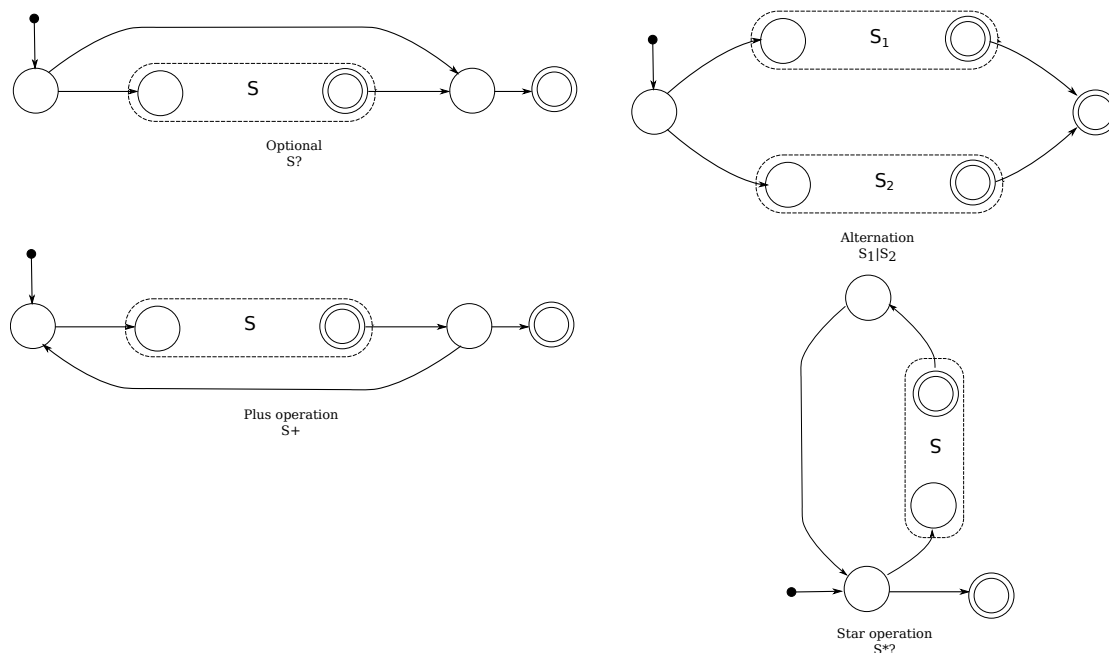 S
Optional
S?
S₁
S₂
Alternation
S₁|S₂
S
Plus operation
S+
S
Star operation
S*?